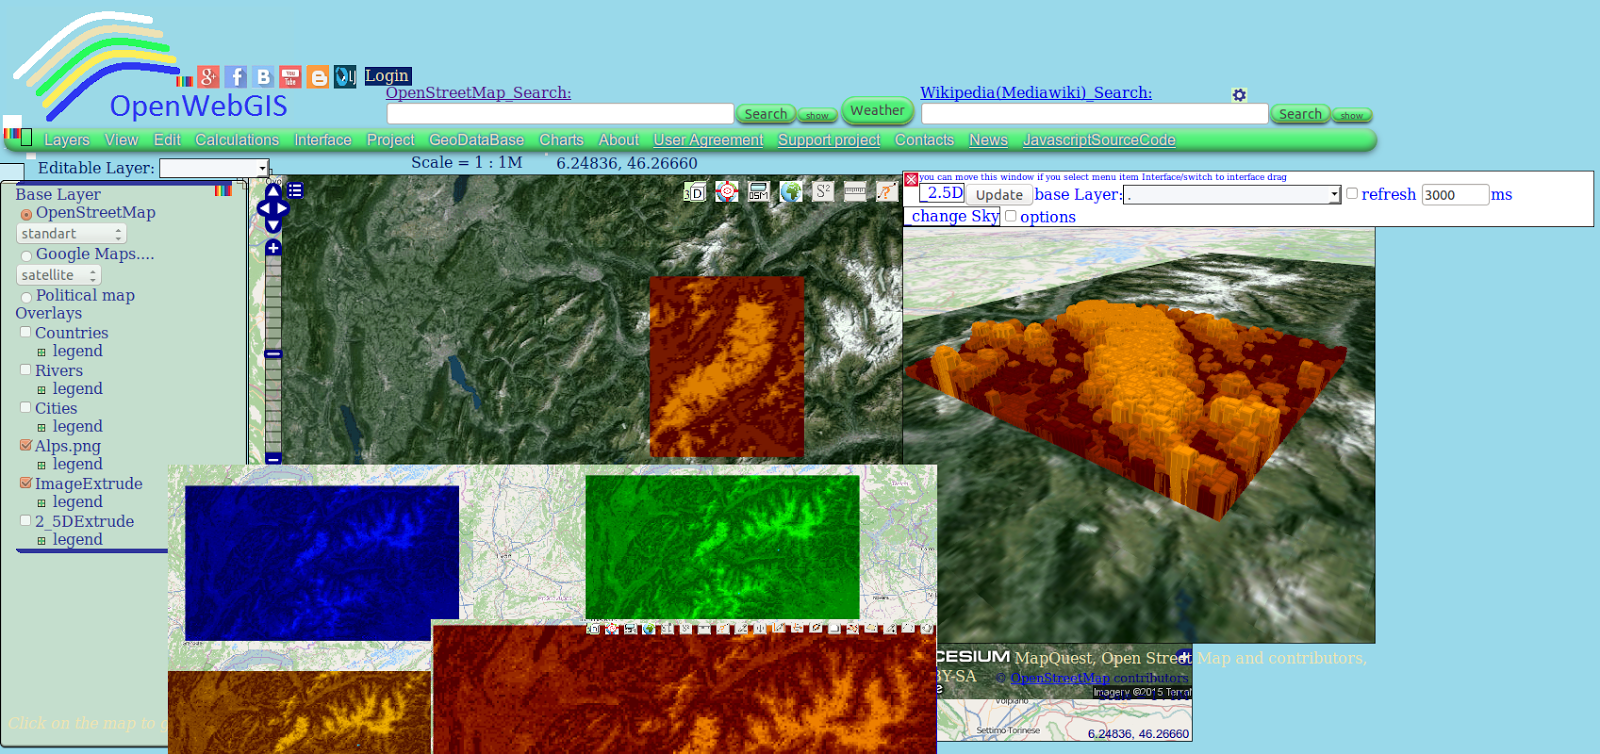 OpenWebGIS
Login
OpenStreetMap_Search:
Search
show
Weather
Wikipedia(Mediawiki)_Search:
Search
show
Layers View Edit Calculations Interface Project GeoDataBase Charts About User Agreement Support project Contacts News JavascriptSourceCode
Editable Layer:
Scale = 1 : 1M
6.24836, 46.26660
Base Layer
OpenStreetMap
standart
Google Maps....
satellite
Political map
Overlays
Countries
legend
Rivers
legend
Cities
legend
Alps.png
legend
ImageExtrude
legend
2_5DExtrude
legend
Click on the map to
you can move this window if you select menu item Interface/switch to interface drag
_2.5D Update base Layer: . refresh 3000 ms
_change Sky options
CESIUM MapQuest, Open Street Map and contributors,
BY-SA
© OpenStreetMap contributors
Imagery ©2015
Volpiano
Settimo Torinese
6.24836, 46.26660